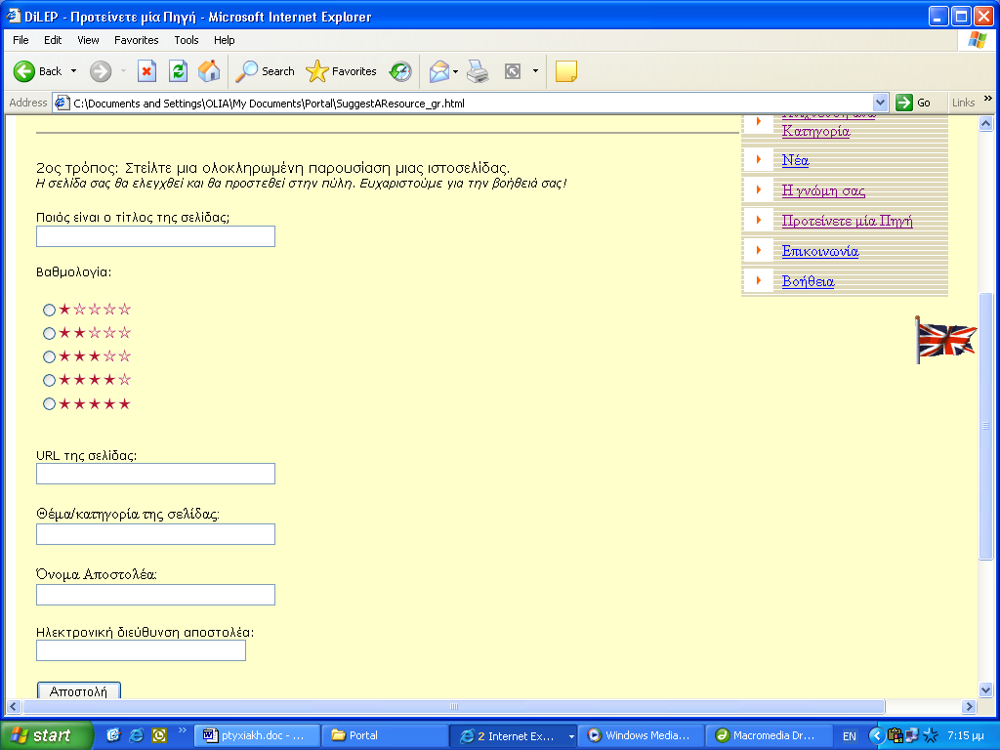 DiLEP - Προτείνετε μία Πηγή - Microsoft Internet Explorer
File Edit View Favorites Tools Help
Back Search Favorites
Address C:\Documents and Settings\OLIA\My Documents\Portal\SuggestAResource_gr.html Go Links »
2ος τρόπος: Στείλτε μια ολοκληρωμένη παρουσίαση μιας ιστοσελίδας.
Η σελίδα σας θα ελεγχθεί και θα προστεθεί στην πύλη. Ευχαριστούμε για την βοήθειά σας!
Ποιός είναι ο τίτλος της σελίδας;
Βαθμολογία:
URL της σελίδας:
Θέμα/κατηγορία της σελίδας:
Όνομα Αποστολέα:
Ηλεκτρονική διεύθυνση αποστολέα:
Αποστολή
Κατηγορία
Νέα
Η γνώμη σας
Προτείνετε μία Πηγή
Επικοινωνία
Βοήθεια
start » ptyxiakh.doc - ... Portal 2 Internet Ex... Windows Media... Macromedia Dr... EN 7:15 μμ